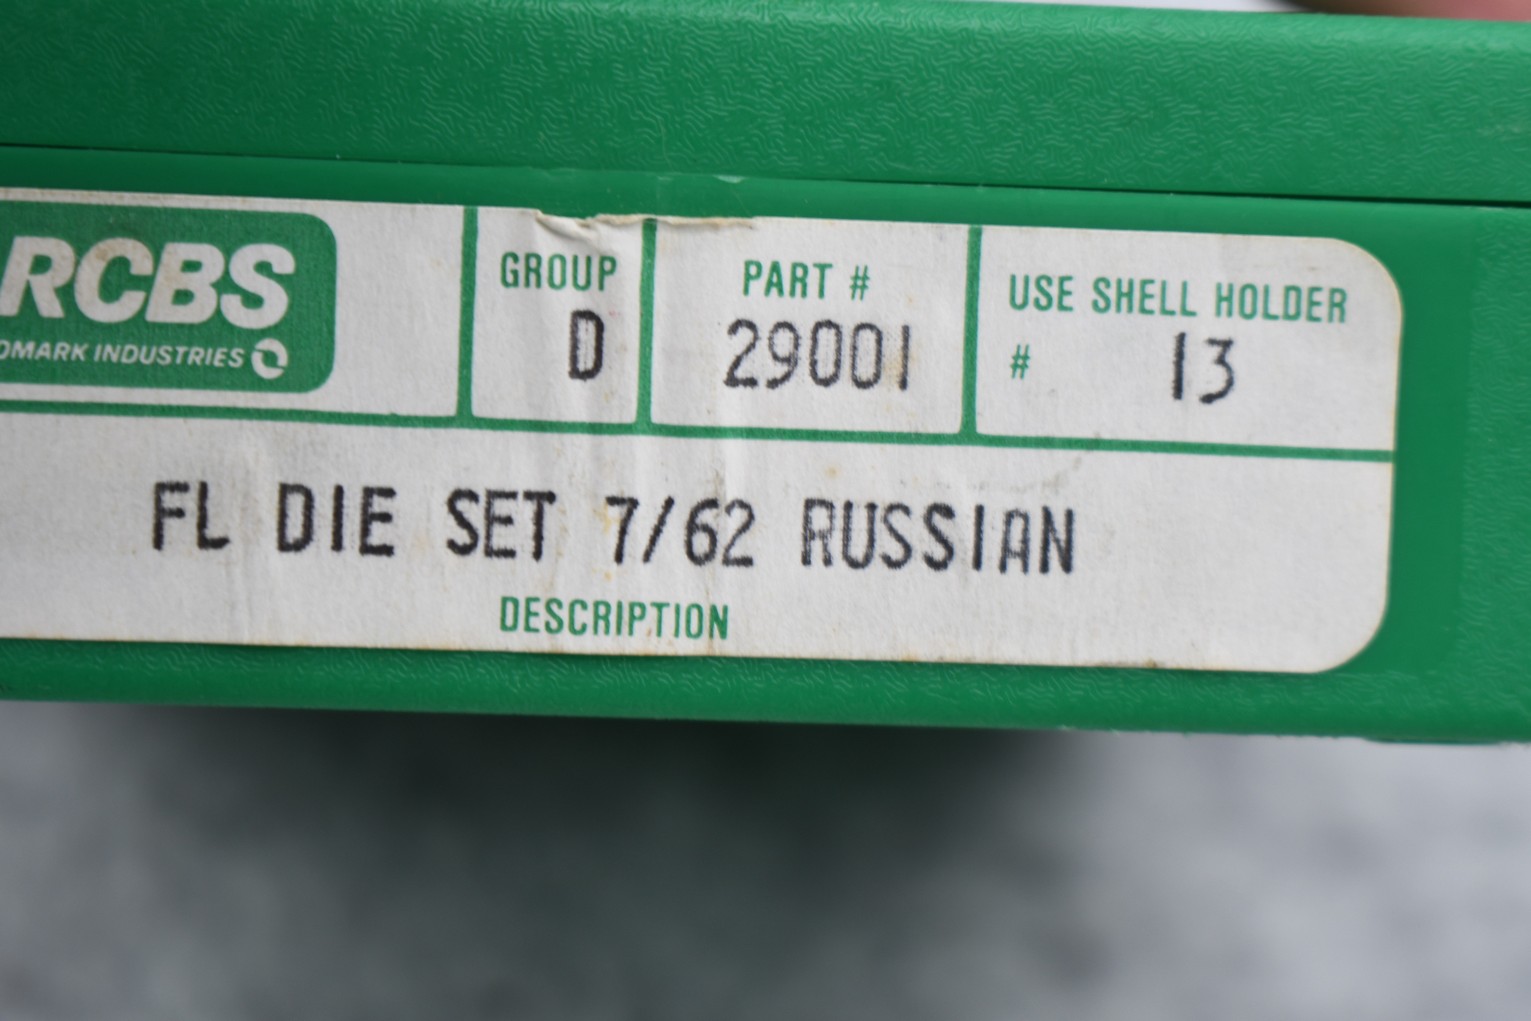 RCBS
OMARK INDUSTRIES
GROUP
D
PART #
29001
USE SHELL HOLDER
# 13
FL DIE SET 7/62 RUSSIAN
DESCRIPTION